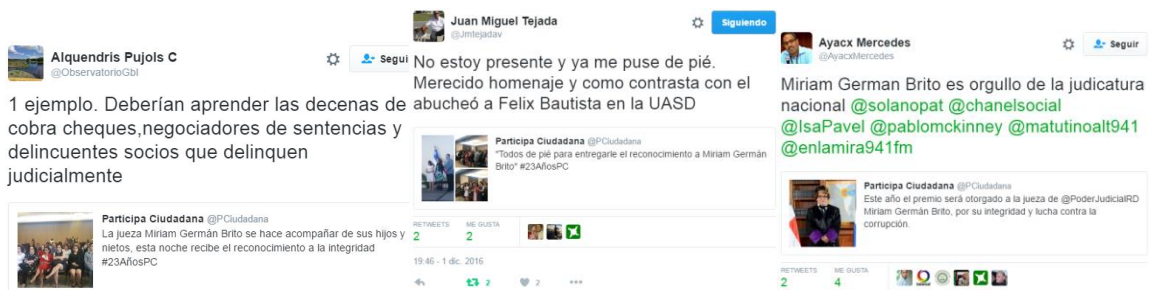 Alquendris Pujols C
@ObservatorioGbl
Segui
1 ejemplo. Deberían aprender las decenas de
cobra cheques,negociadores de sentencias y
delincuentes socios que delinquen
judicialmente
Participa Ciudadana @PCiudadana
La jueza Miriam Germán Brito se hace acompañar de sus hijos y
nietos, esta noche recibe el reconocimiento a la integridad
#23AñosPC
Juan Miguel Tejada
@Jmtejadav
Siguiendo
No estoy presente y ya me puse de pié.
Merecido homenaje y como contrasta con el
abucheó a Felix Bautista en la UASD
Participa Ciudadana @PCiudadana
"Todos de pié para entregarle el reconocimiento a Miriam Germán
Brito" #23AñosPC
RETWEETS
2
ME GUSTA
2
19:46 - 1 dic. 2016
2
2
Ayacx Mercedes
@AyacxMercedes
Seguir
Miriam German Brito es orgullo de la judicatura
nacional @solanopat @chanelsocial
@IsaPavel @pablomckinney @matutinoalt941
@enlamira941fm
Participa Ciudadana @PCiudadana
Este año el premio será otorgado a la jueza de @PoderJudicialRD
Miriam Germán Brito, por su integridad y lucha contra la
corrupción.
RETWEETS
2
ME GUSTA
4